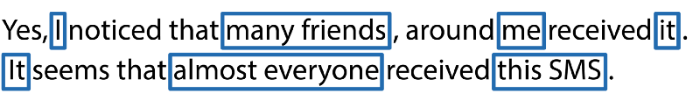 Yes, I noticed that many friends , around me received it .
It seems that almost everyone received this SMS .